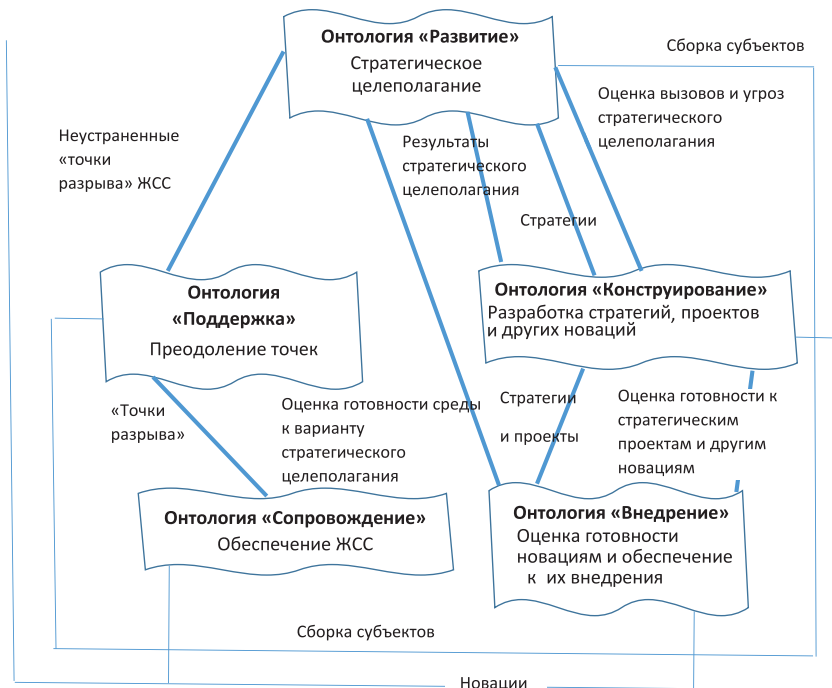 Онтология «Развитие»
Стратегическое
целеполагание
Сборка субъектов
Оценка вызовов и угроз
стратегического
целеполагания
Неустраненные
«точки
разрыва» ЖСС
Результаты
стратегического
целеполагания
Стратегии
Онтология
«Поддержка»
Преодоление точек
Онтология «Конструирование»
Разработка стратегий, проектов
и других новаций
«Точки
разрыва»
Оценка готовности среды
к варианту
стратегического
целеполагания
Стратегии
и проекты
Оценка готовности к
стратегическим
проектам и другим
новациям
Онтология «Сопровождение»
Обеспечение ЖСС
Онтология «Внедрение»
Оценка готовности
новациям и обеспечение
к их внедрения
Сборка субъектов
Новации